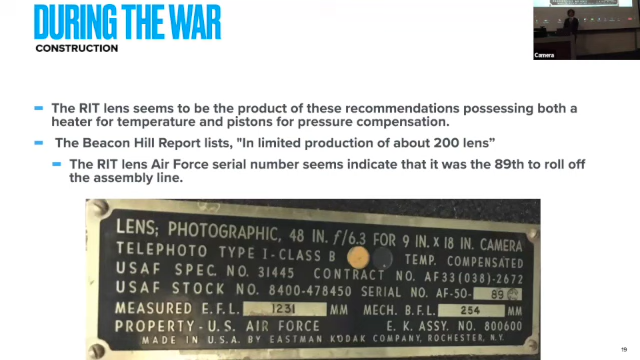 DURING THE WAR
CONSTRUCTION
Camera
The RIT lens seems to be the product of these recommendations possessing both a
heater for temperature and pistons for pressure compensation.
The Beacon Hill Report lists, "In limited production of about 200 lens”
The RIT lens Air Force serial number seems indicate that it was the 89th to roll off
the assembly line.
LENS; PHOTOGRAPHIC, 48 IN. f/6.3 FOR 9 IN. X 18 IN. CAMERA
TELEPHOTO TYPE I-CLASS B TEMP. COMPENSATED
USAF SPEC. NO. 31445 CONTRACT NO. AF33(038)-2672
USAF STOCK NO. 8400-478450 SERIAL NO. AF-50-89
MEASURED E.F.L. 1231 MM MECH. B.F.L. 254 MM
PROPERTY-U.S. AIR FORCE E.K. ASSY. NO. 800600
MADE IN U.S.A. BY EASTMAN KODAK COMPANY, ROCHESTER, N.Y.
19